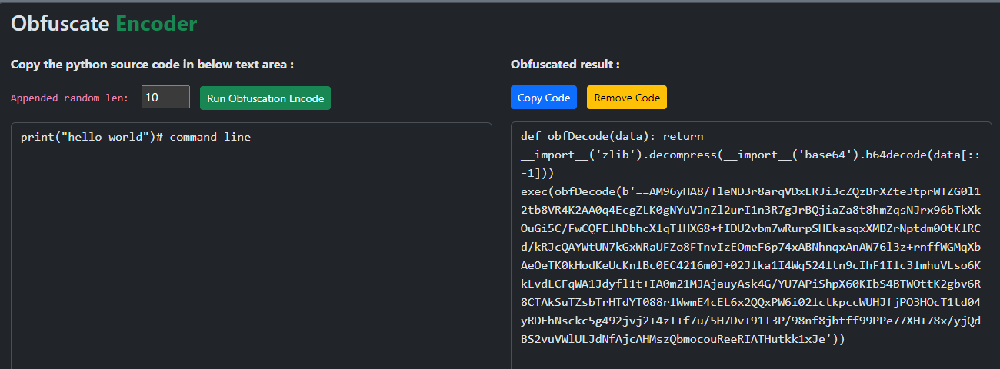 Obfuscate Encoder
Copy the python source code in below text area :
Appended random len: 10 Run Obfuscation Encode
print("hello world")# command line
Obfuscated result :
Copy Code Remove Code
def obfDecode(data): return
__import__('zlib').decompress(__import__('base64').b64decode(data[::
-1]))
exec(obfDecode(b'==AM96yHA8/TleND3r8arqVDxERJi3cZQzBrXZte3tprWTZG0l1
2tb8VR4K2AA0q4EcgZLK0gNYuVJnZl2urI1n3R7gJrBQjiaZa8t8hmZqsNJrx96bTkXk
OuGi5C/FwCQFElhDbhcXlqTlHXG8+fIDU2vbm7wRurpSHEkasqxXMBZrNptdm0OtKlRC
d/kRJcQAYWtUN7kGxWRaUFZo8FTnvIzEOmeF6p74xABNhnqxAnAW76l3z+rnffWGMqXb
AeOeTK0kHodKeUcKnlBc0EC4216m0J+02Jlka1I4Wq524ltn9cIhF1Ilc3lmhuVLso6K
kLvdLCFqWA1Jdyfl1t+IA0m21MJAjauyAsk4G/YU7APiShpX60KIbS4BTWOttK2gbv6R
8CTAkSuTZsbTrHTdYT088rlWwmE4cEL6x2QQxPW6i02lctkpccWUHJfjPO3HOcT1td04
yRDEhNsckc5g492jvj2+4zT+f7u/5H7Dv+91I3P/98nf8jbtff99PPe77XH+78x/yjQd
BS2vuVWlULJdNfAjcAHMszQbmocouReeRIATHutkk1xJe'))